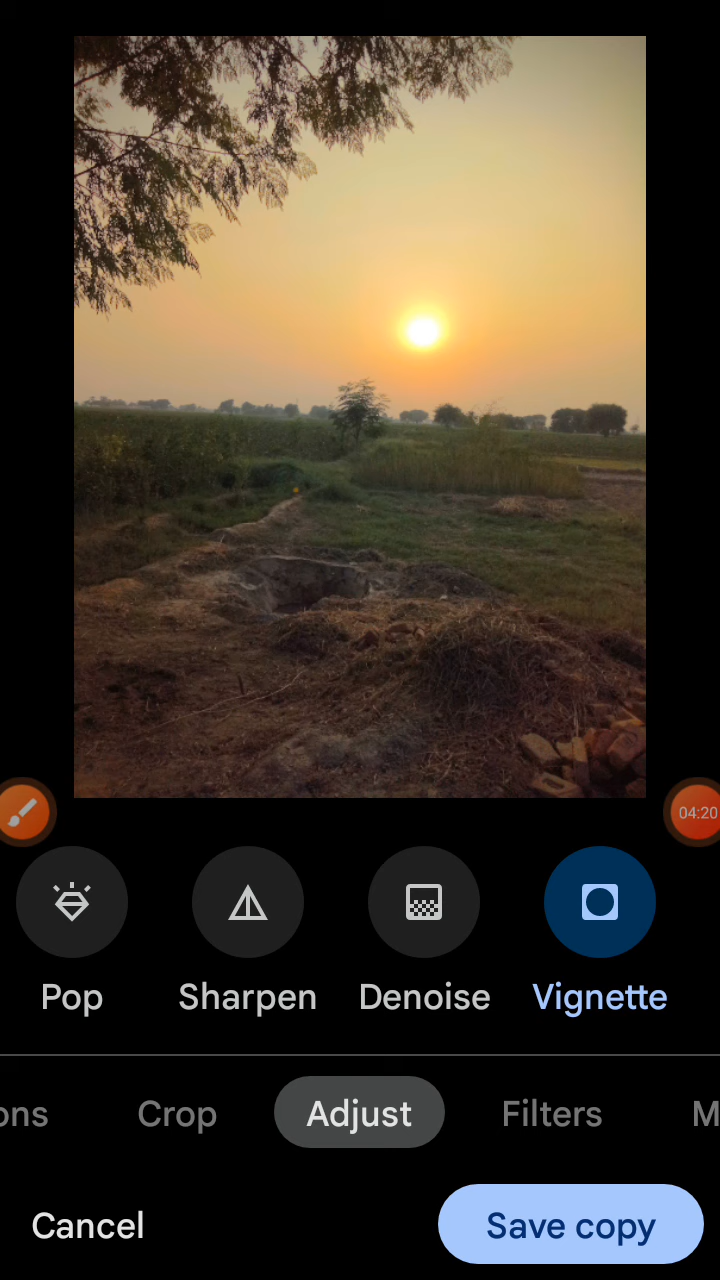 04:20
Pop
Sharpen
Denoise
Vignette
ons
Crop
Adjust
Filters
M
Cancel
Save copy